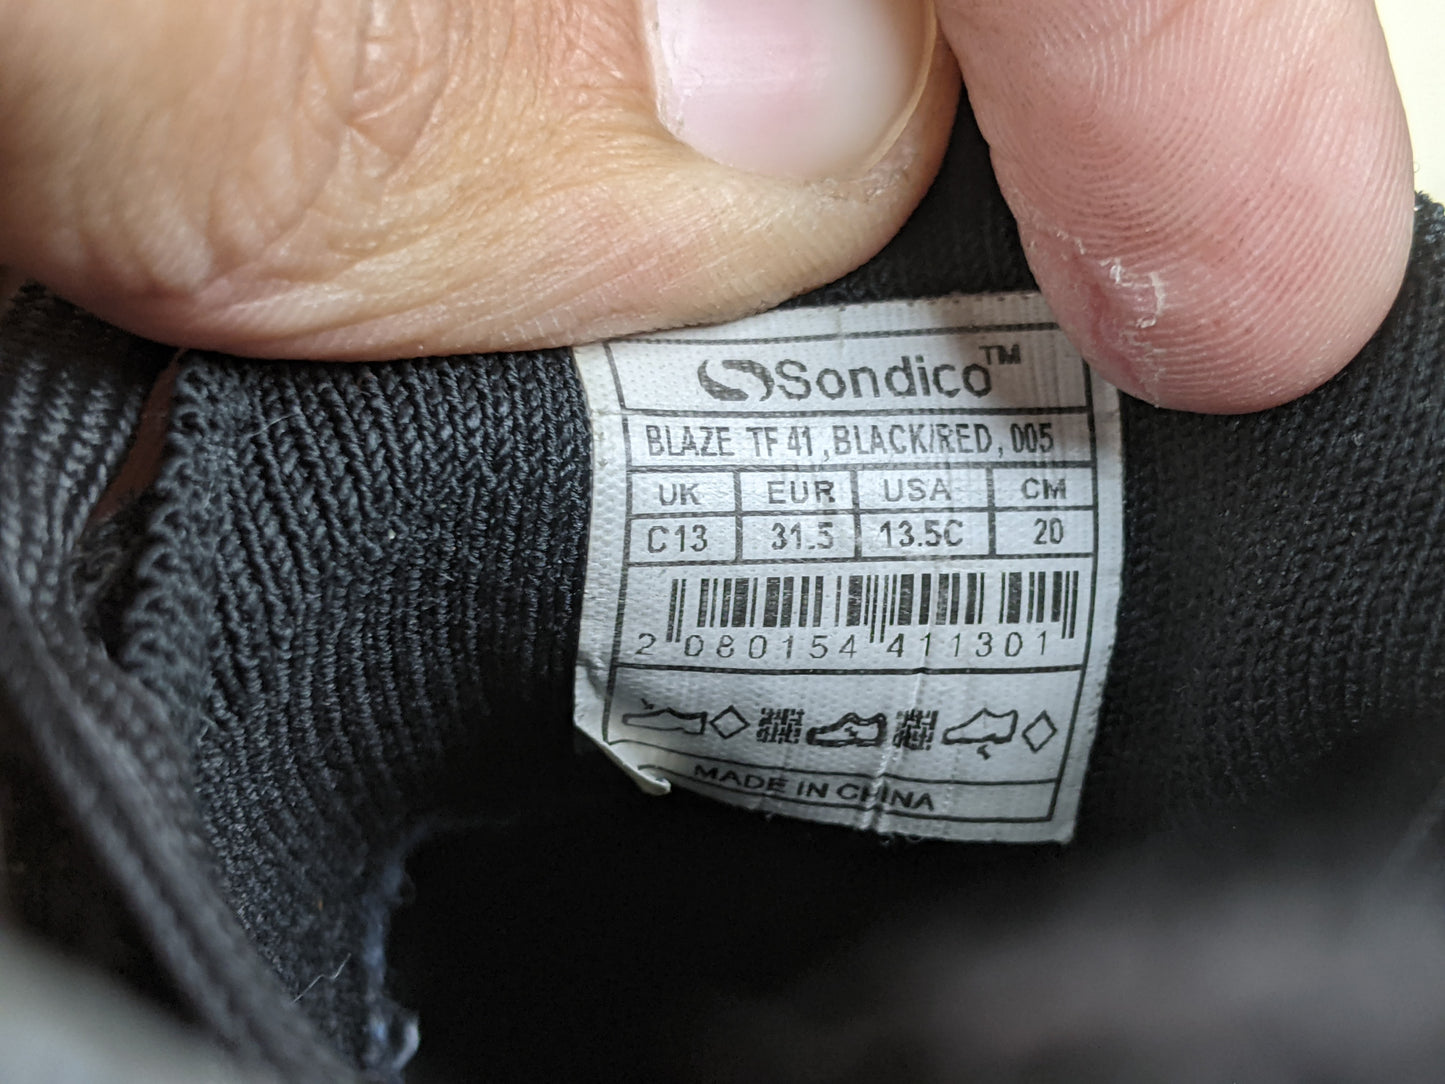 Sondico™
BLAZE TF 41, BLACK/RED, 005
UK EUR USA CM
C13 31.5 13.5C 20
2 080154 411301
MADE IN CHINA